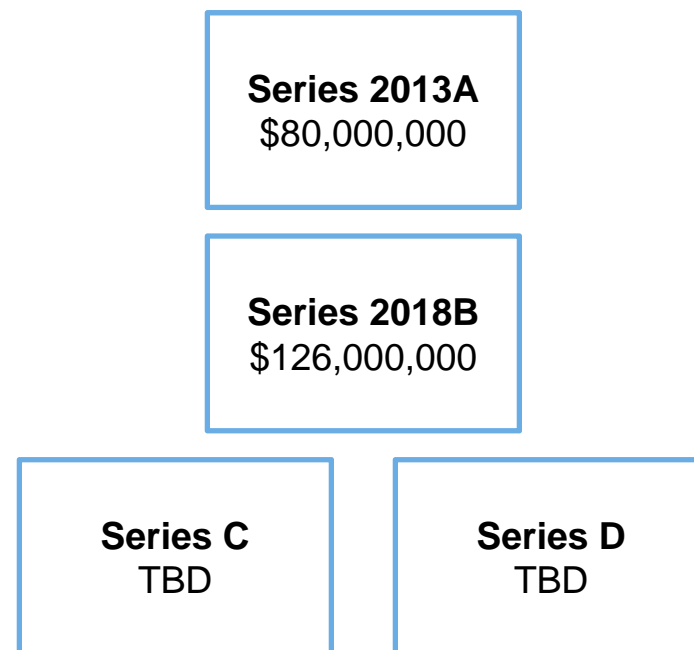 Series 2013A
$80,000,000
Series 2018B
$126,000,000
Series C
TBD
Series D
TBD